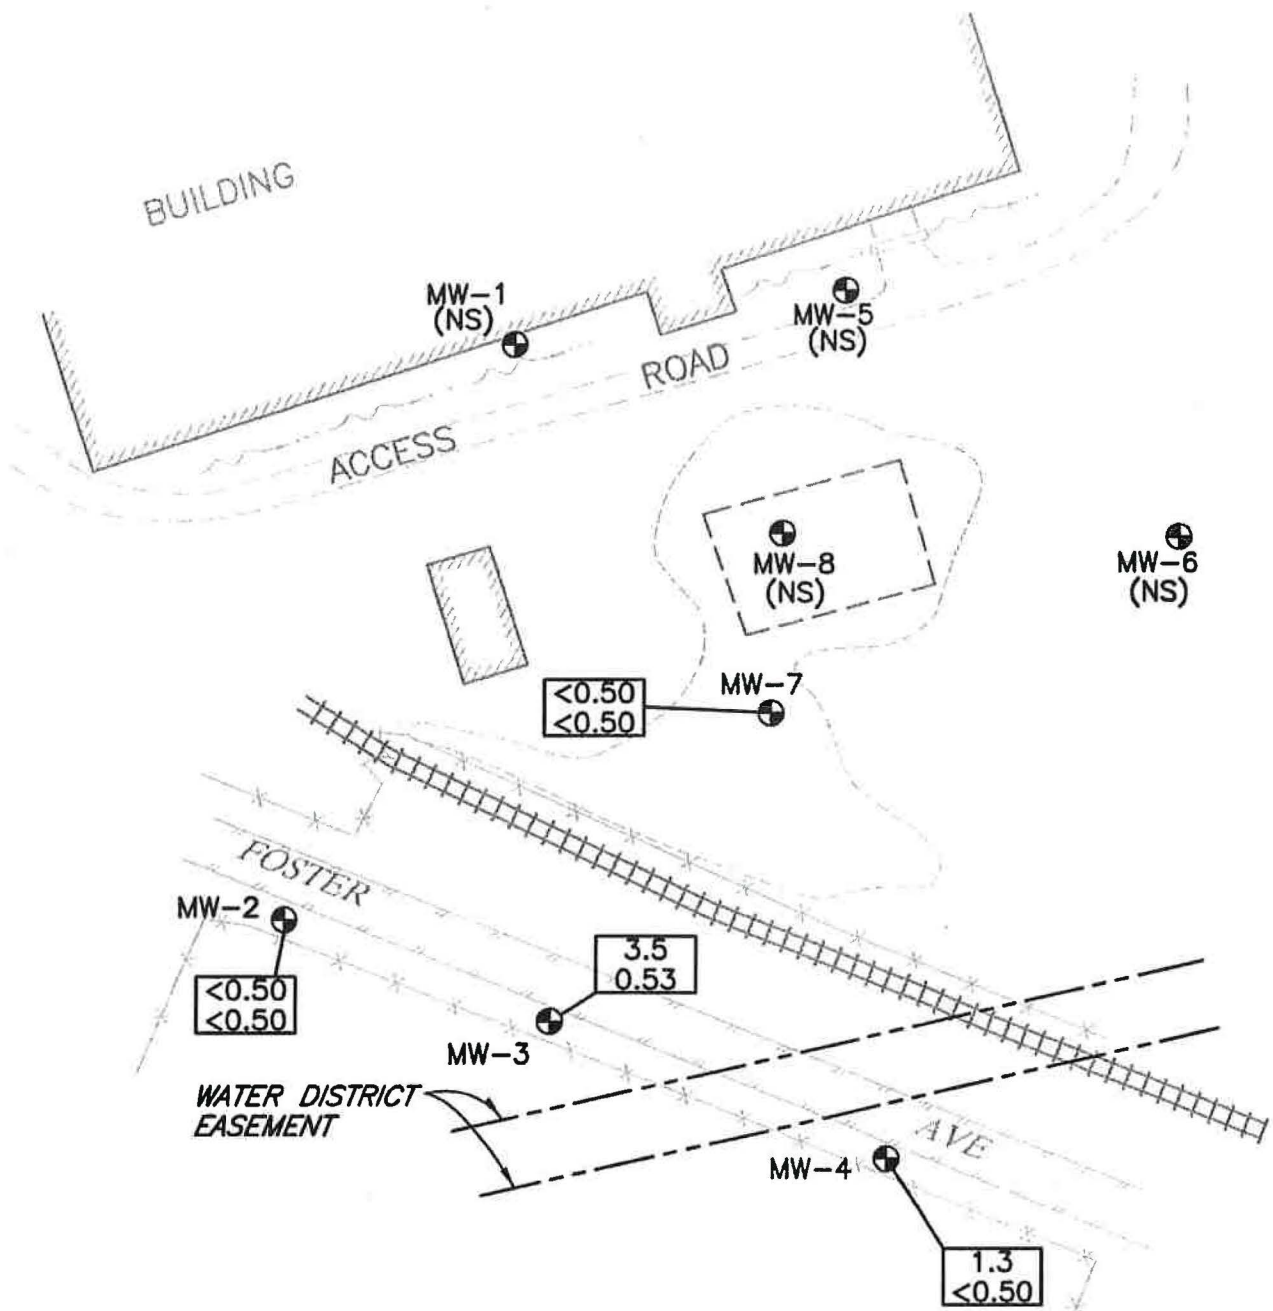 BUILDING
MW-1
(NS)
MW-5
(NS)
ROAD
ACCESS
MW-8
(NS)
MW-6
(NS)
MW-7
<0.50
<0.50
FOSTER
MW-2
<0.50
<0.50
3.5
0.53
MW-3
WATER DISTRICT
EASEMENT
AVE
MW-4
1.3
<0.50